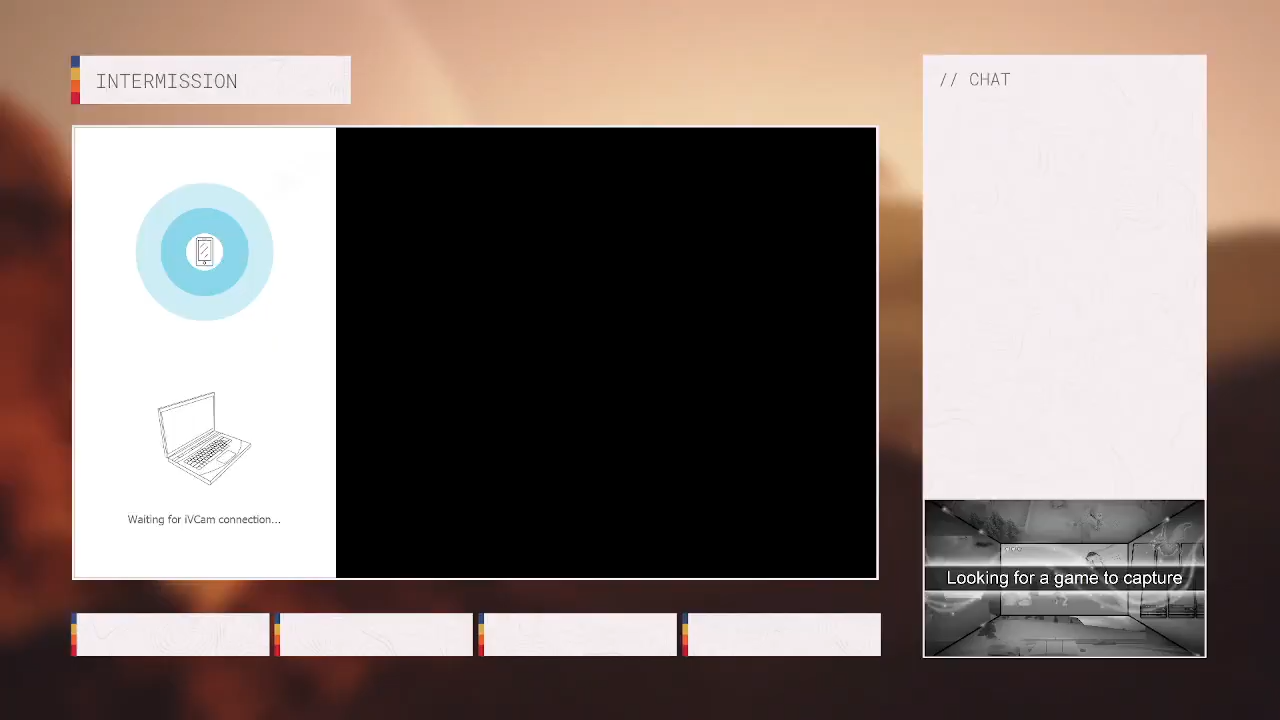 INTERMISSION
// CHAT
Waiting for iVCam connection...
Looking for a game to capture